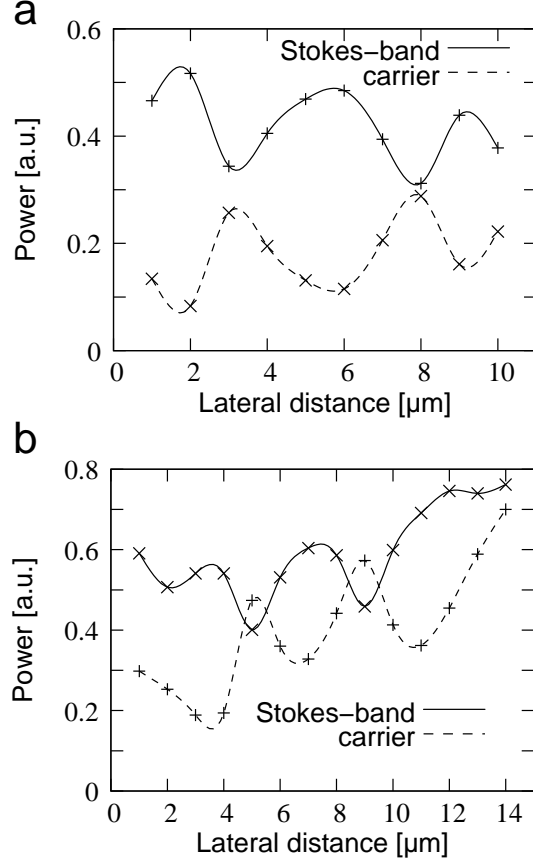 a
0.6
Stokes−band
carrier
0.4
Power [a.u.]
0.2
0
0 2 4 6 8 10
Lateral distance [µm]
b
0.8
0.6
Power [a.u.]
0.4
0.2
Stokes−band
carrier
0
0 2 4 6 8 10 12 14
Lateral distance [µm]